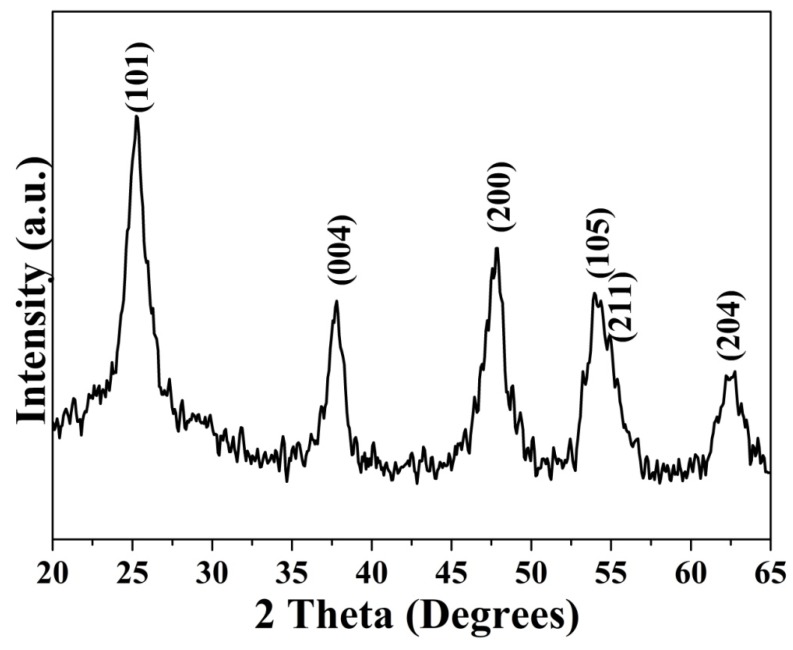 (101)
(004)
(200)
(105)
(211)
(204)
Intensity (a.u.)
20 25 30 35 40 45 50 55 60 65
2 Theta (Degrees)